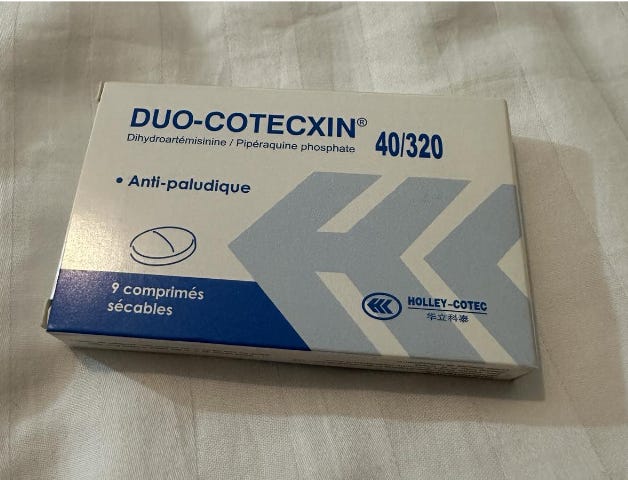 DUO-COTECXIN®
Dihydroartémisinine / Pipéraquine phosphate 40/320
• Anti-paludique
9 comprimés
sécables
HOLLEY-COTEC
华立科泰